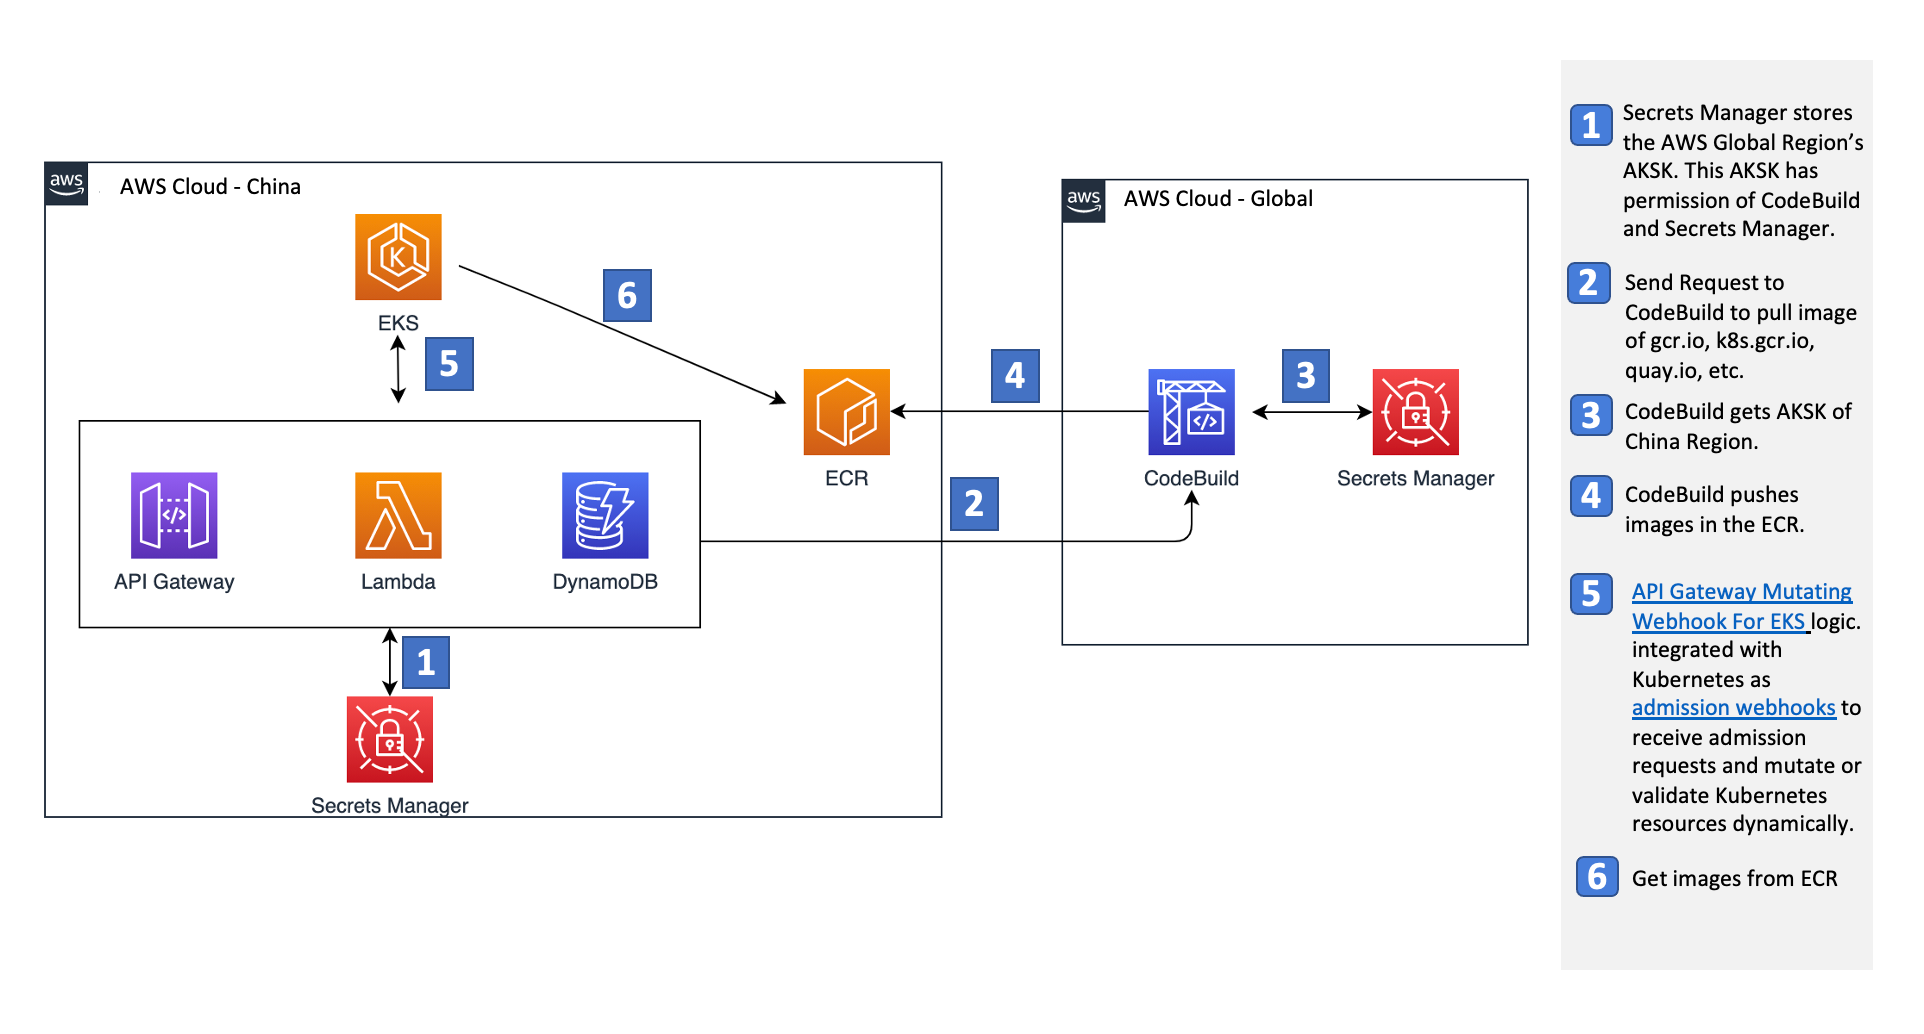 aws
AWS Cloud - China
EKS
6
5
ECR
API Gateway
Lambda
DynamoDB
1
Secrets Manager
4
2
aws
AWS Cloud - Global
3
CodeBuild
Secrets Manager
1
Secrets Manager stores
the AWS Global Region’s
AKSK. This AKSK has
permission of CodeBuild
and Secrets Manager.
2
Send Request to
CodeBuild to pull image
of gcr.io, k8s.gcr.io,
quay.io, etc.
3
CodeBuild gets AKSK of
China Region.
4
CodeBuild pushes
images in the ECR.
5
API Gateway Mutating
Webhook For EKS logic.
integrated with
Kubernetes as
admission webhooks to
receive admission
requests and mutate or
validate Kubernetes
resources dynamically.
6
Get images from ECR